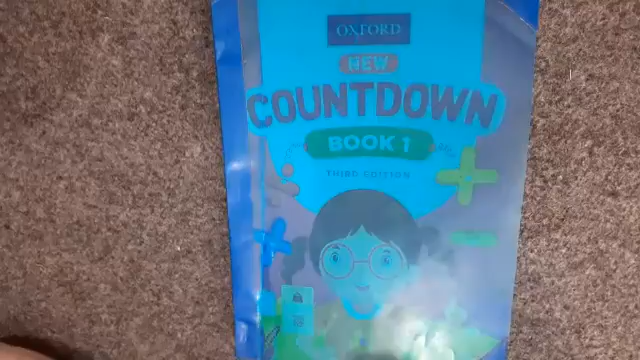 OXFORD
NEW
COUNTDOWN
BOOK 1
THIRD EDITION